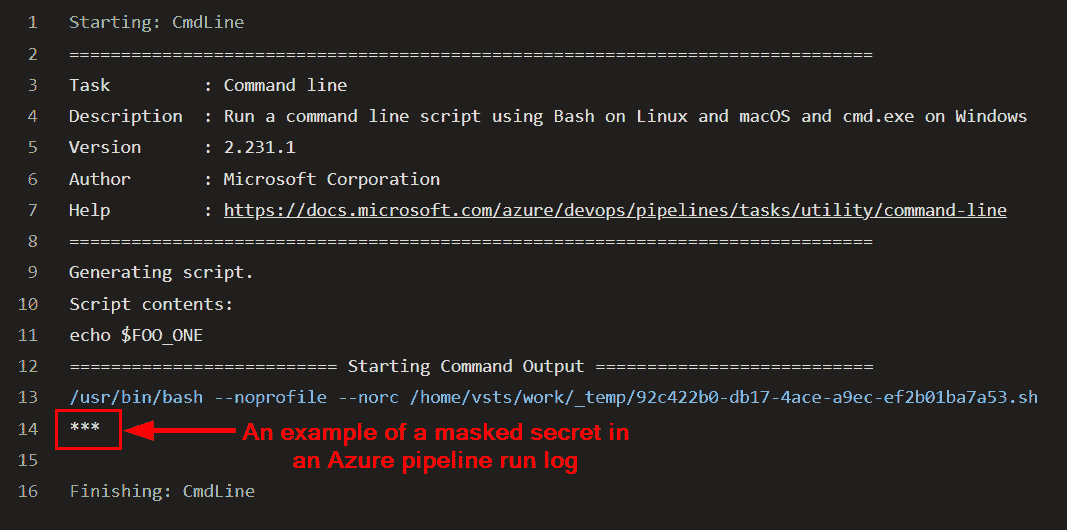 1 Starting: CmdLine
2 ==============================================================================
3 Task : Command line
4 Description : Run a command line script using Bash on Linux and macOS and cmd.exe on Windows
5 Version : 2.231.1
6 Author : Microsoft Corporation
7 Help : https://docs.microsoft.com/azure/devops/pipelines/tasks/utility/command-line
8 ==============================================================================
9 Generating script.
10 Script contents:
11 echo $FOO_ONE
12 ========================== Starting Command Output ===========================
13 /usr/bin/bash --noprofile --norc /home/vsts/work/_temp/92c422b0-db17-4ace-a9ec-ef2b01ba7a53.sh
14 *** An example of a masked secret in
an Azure pipeline run log
15
16 Finishing: CmdLine